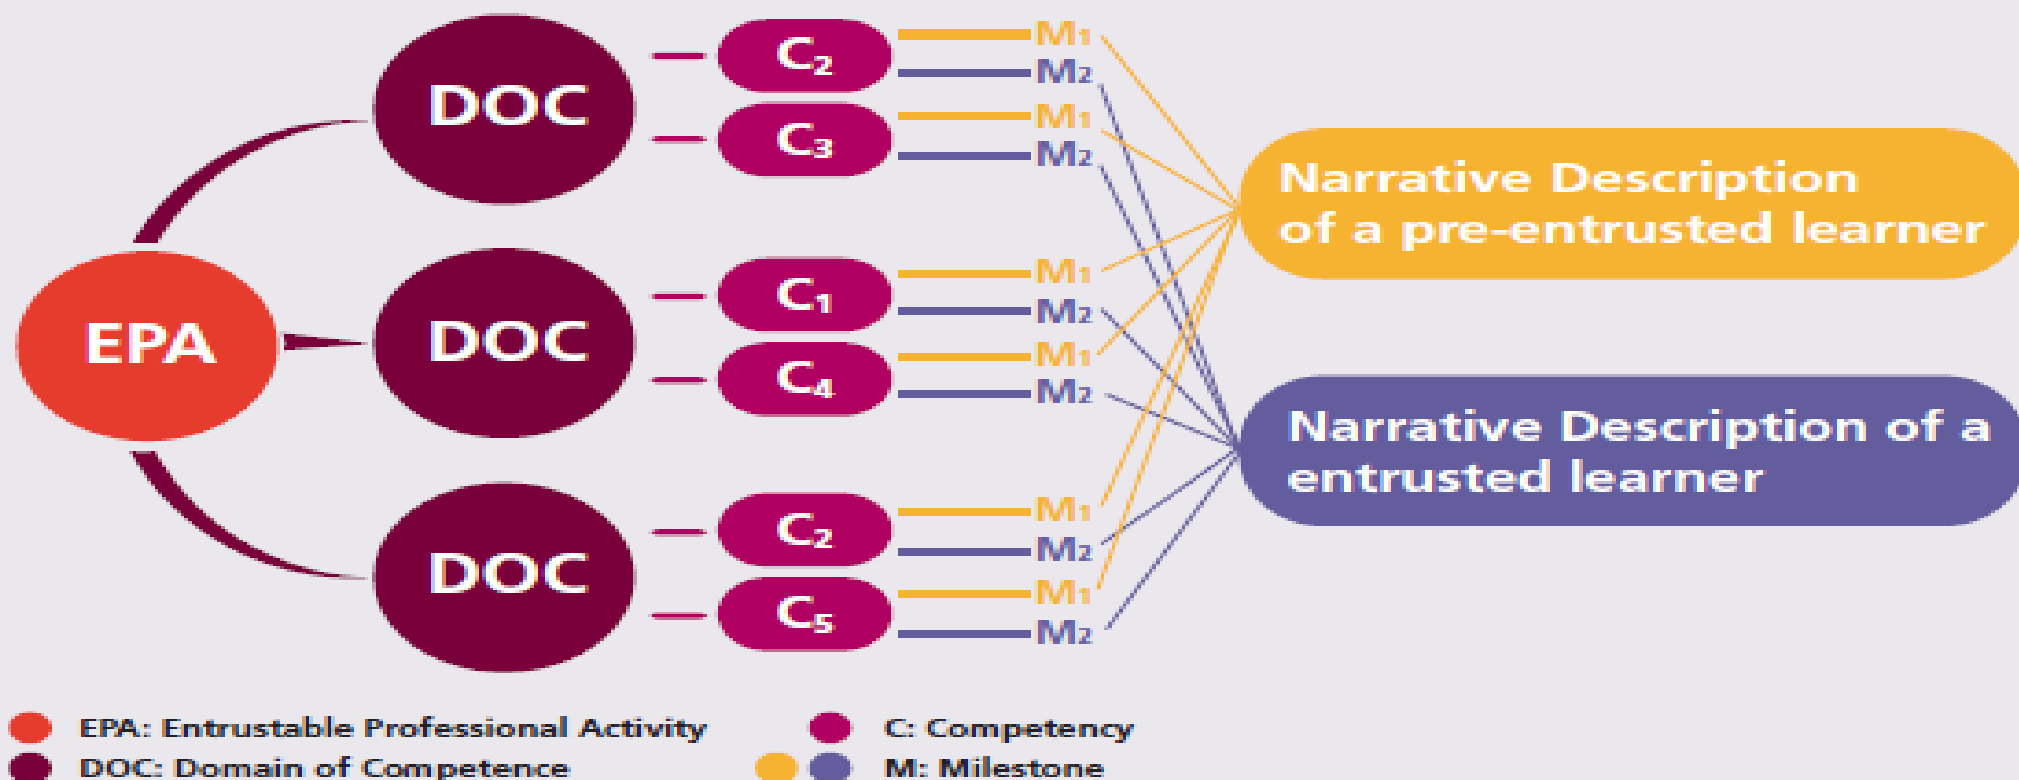 EPA
DOC
C₂
M₁
M₂
C₃
M₁
M₂
DOC
C₁
M₁
M₂
C₄
M₁
M₂
DOC
C₂
M₁
M₂
C₅
M₁
M₂
Narrative Description
of a pre-entrusted learner
Narrative Description of a
entrusted learner
EPA: Entrustable Professional Activity
DOC: Domain of Competence
C: Competency
M: Milestone